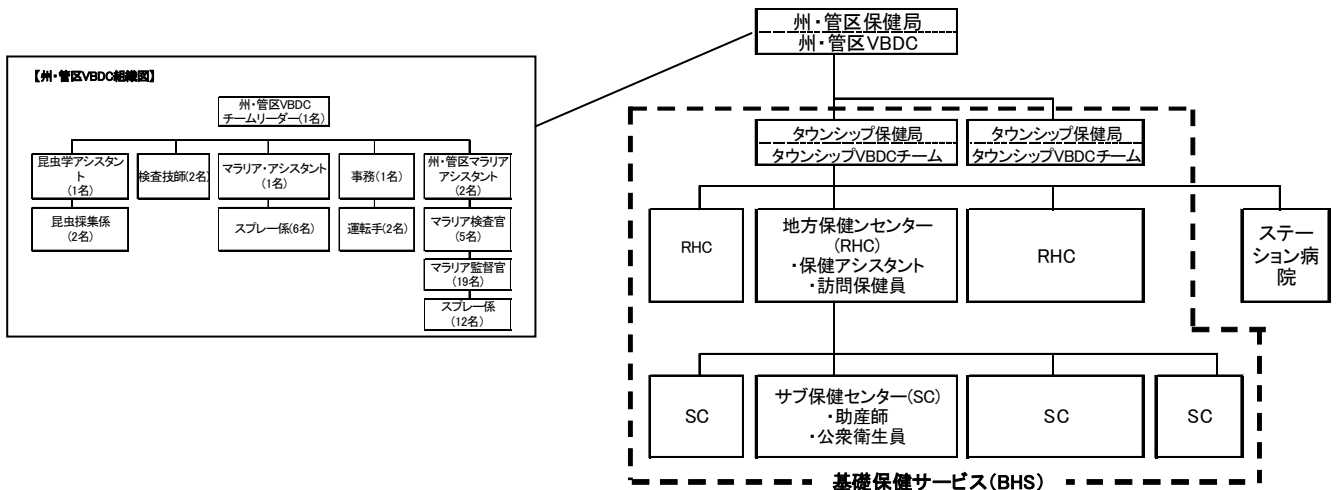 州・管区保健局
州・管区VBDC
【州・管区VBDC組織図】
州・管区VBDC
チームリーダー(1名)
昆虫学アシスタン
ト
(1名)
検査技師(2名)
マラリア・アシスタント
(1名)
事務(1名)
州・管区マラリア
アシスタント
(2名)
昆虫採集係
(2名)
スプレー係(6名)
運転手(2名)
マラリア検査官
(5名)
マラリア監督官
(19名)
スプレー係
(12名)
タウンシップ保健局
タウンシップVBDCチーム
タウンシップ保健局
タウンシップVBDCチーム
RHC
地方保健ンセンター
(RHC)
・保健アシスタント
・訪問保健員
RHC
ステー
ション病
院
SC
サブ保健センター(SC)
・助産師
・公衆衛生員
SC
SC
基礎保健サービス(BHS)